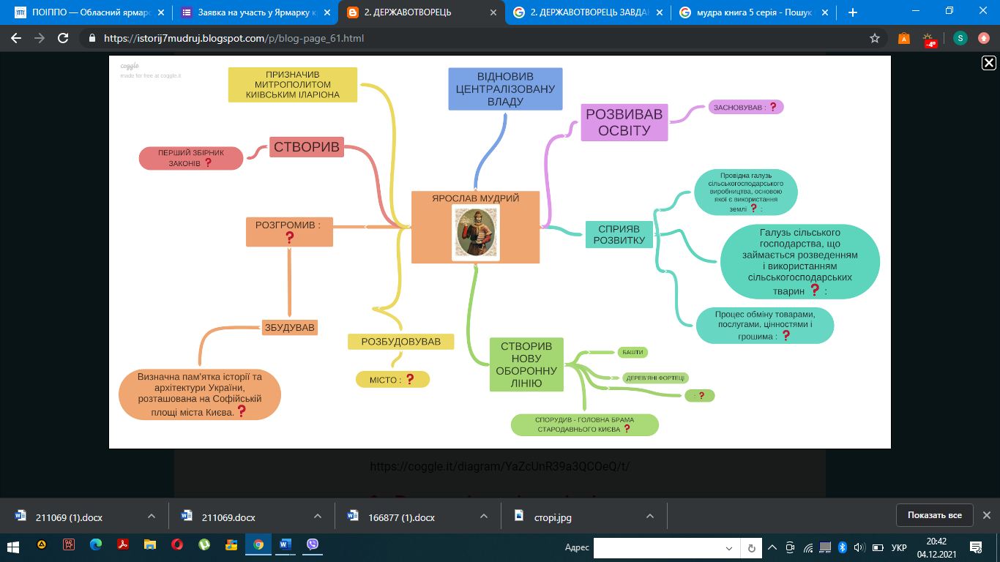 ПОІППО — Обласний ярмаро
Заявка на участь у Ярмарку к
2. ДЕРЖАВОТВОРЕЦЬ
2. ДЕРЖАВОТВОРЕЦЬ ЗАВДА
мудра книга 5 серія - Пошук
https://istorij7mudruj.blogspot.com/p/blog-page_61.html
S
-4°
coggle
made for free at coggle.it
ПРИЗНАЧИВ
МИТРОПОЛИТОМ
КИІВСЬКИМ ІЛАРІОНА
ВІДНОВИВ
ЦЕНТРАЛІЗОВАНУ
ВЛАДУ
РОЗВИВАВ
ОСВІТУ
ЗАСНОВУВАВ : ❓
СТВОРИВ
ПЕРШИЙ ЗБІРНИК
ЗАКОНІВ ❓
ЯРОСЛАВ МУДРИЙ
РОЗГРОМИВ :
❓
СПРИЯВ
РОЗВИТКУ
Провідна галузь
сільськогосподарського
виробництва, основою
якої є використання
землі ❓ :
Галузь сільського
господарства, що
займається розведенням
і використанням
сільськогосподарських
тварин ❓ :
Процес обміну товарами,
послугами, цінностями і
грошима : ❓
ЗБУДУВАВ
Визначна пам'ятка історії та
архітектури України,
розташована на Софійській
площі міста Києва. ❓
РОЗБУДОВУВАВ
МІСТО : ❓
СТВОРИВ
НОВУ
ОБОРОННУ
ЛІНІЮ
БАШТИ
ДЕРЕВ'ЯНІ ФОРТЕЦІ
: ❓
СПОРУДИВ - ГОЛОВНА БРАМА
СТАРОДАВНЬОГО КИЄВА ❓
https://coggle.it/diagram/YaZcUnR39a3QCOeQ/t/
211069 (1).docx
211069.docx
166877 (1).docx
сторі.jpg
Показать все
Адрес
УКР
20:42
04.12.2021